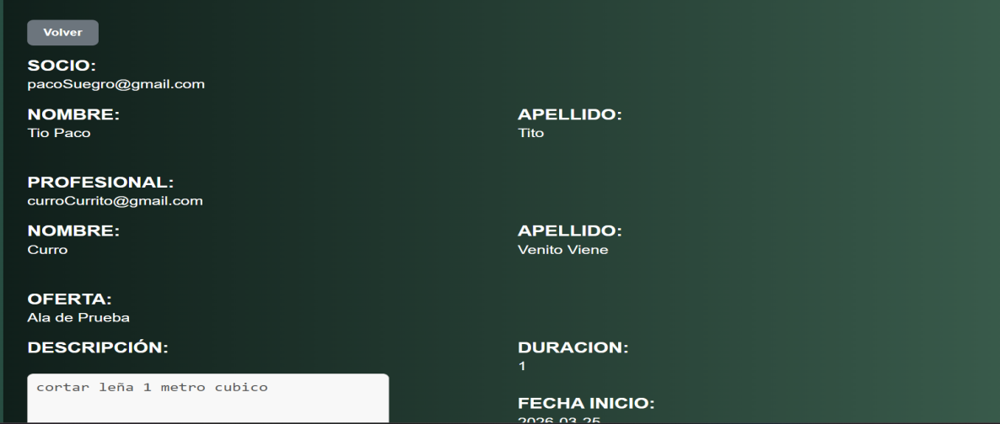 Volver
SOCIO:
pacoSuegro@gmail.com
NOMBRE:
Tio Paco
APELLIDO:
Tito
PROFESIONAL:
curroCurrito@gmail.com
NOMBRE:
Curro
APELLIDO:
Venito Viene
OFERTA:
Ala de Prueba
DESCRIPCIÓN:
cortar leña 1 metro cubico
DURACION:
1
FECHA INICIO:
2026-03-25